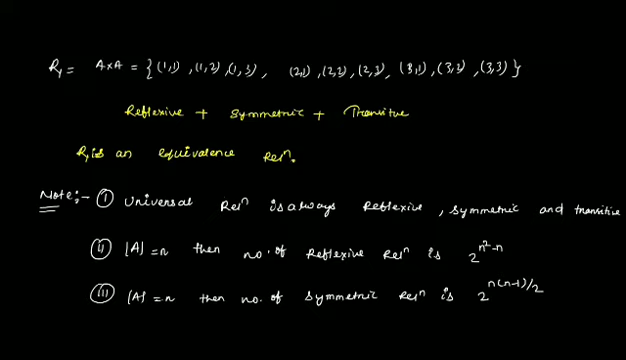 R₄ = A×A = { (1,1) , (1,2) , (1,3) , (2,1) , (2,2) , (2,3) , (3,1) , (3,2) , (3,3) }
Reflexive + Symmetric + Transitive
R₄ is an equivalence Relⁿ.
Note:- (i) Universal Relⁿ is always Reflexive , symmetric and transitive
(ii) |A| = n then no. of Reflexive Relⁿ is 2^(n²-n)
(iii) |A| = n then no. of symmetric Relⁿ is 2^(n(n-1)/2)